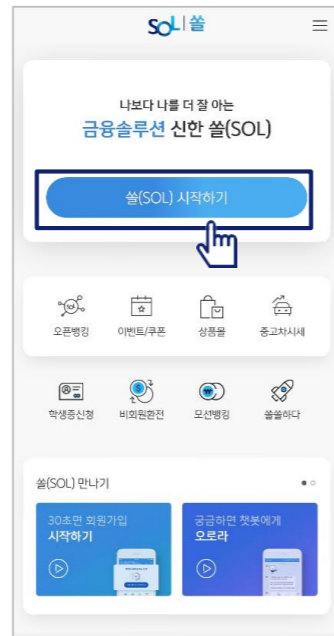 SOL 쏠
나보다 나를 더 잘 아는
금융솔루션 신한 쏠(SOL)
쏠(SOL) 시작하기
오픈뱅킹 이벤트/쿠폰 상품몰 중고차시세
학생증신청 비회원환전 모션뱅킹 쏠쏠하다
쏠(SOL) 만나기
30초면 회원가입
시작하기
궁금하면 챗봇에게
오로라